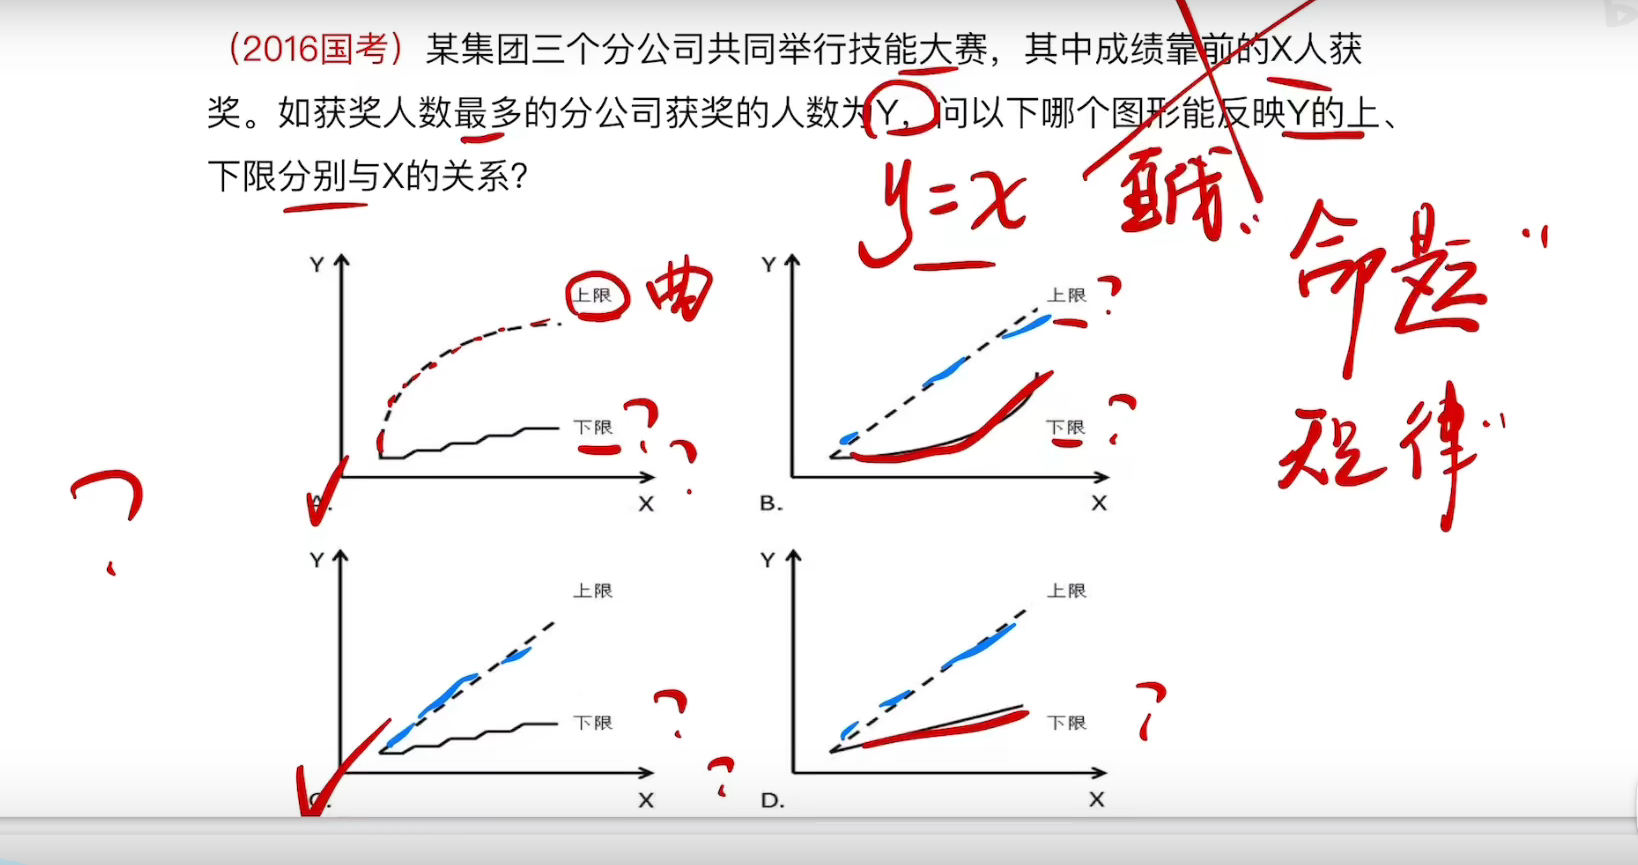 （2016国考）某集团三个分公司共同举行技能大赛，其中成绩靠前的X人获
奖。如获奖人数最多的分公司获奖的人数为Y，问以下哪个图形能反映Y的上、
下限分别与X的关系？
y=x 直线
命题
规律
Y
上限 曲
下限 ? ?
X
A.
Y
上限 ?
下限 ?
X
B.
?
Y
上限
下限 ? ?
X
C.
Y
上限
下限 ?
X
D.